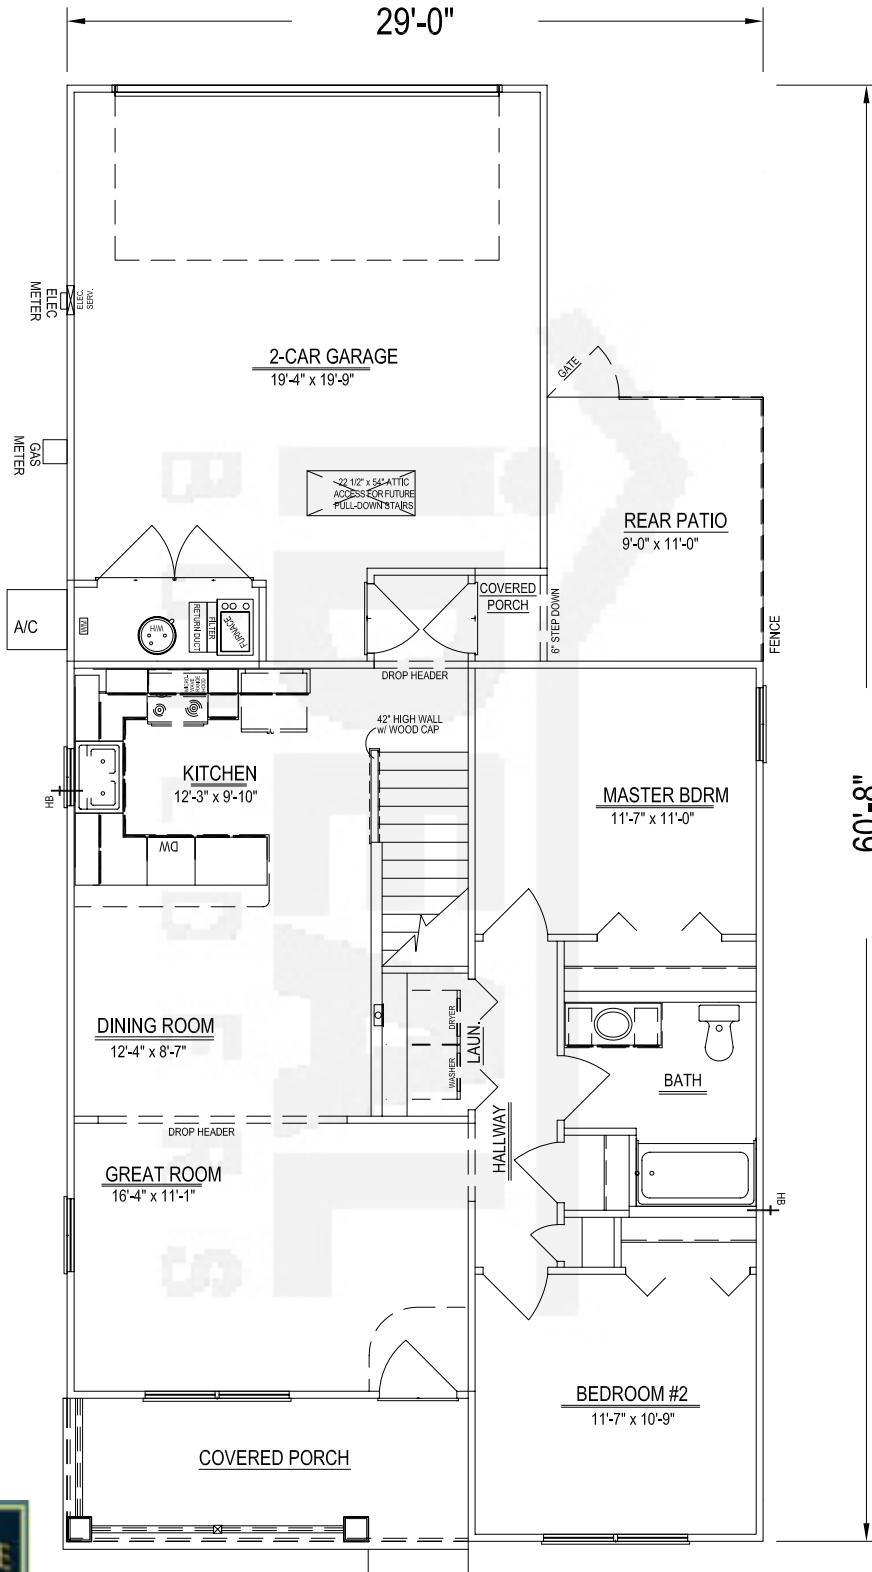 29'-0"
ELEC
METER
ELEC.
SERV.
2-CAR GARAGE
19'-4" x 19'-9"
GATE
GAS
METER
22 1/2" x 54" ATTIC
ACCESS FOR FUTURE
PULL-DOWN STAIRS
REAR PATIO
9'-0" x 11'-0"
COVERED
PORCH
6" STEP DOWN
FENCE
A/C
W/H
RETURN DUCT
FILTER
FURNACE
DROP HEADER
MICRO-
WAVE
RANGE
HOOD
42" HIGH WALL
w/ WOOD CAP
KITCHEN
12'-3" x 9'-10"
HB
DW
MASTER BDRM
11'-7" x 11'-0"
60'-8"
DINING ROOM
12'-4" x 8'-7"
DRYER
WASHER
LAUN.
BATH
HALLWAY
DROP HEADER
GREAT ROOM
16'-4" x 11'-1"
HB
BEDROOM #2
11'-7" x 10'-9"
COVERED PORCH